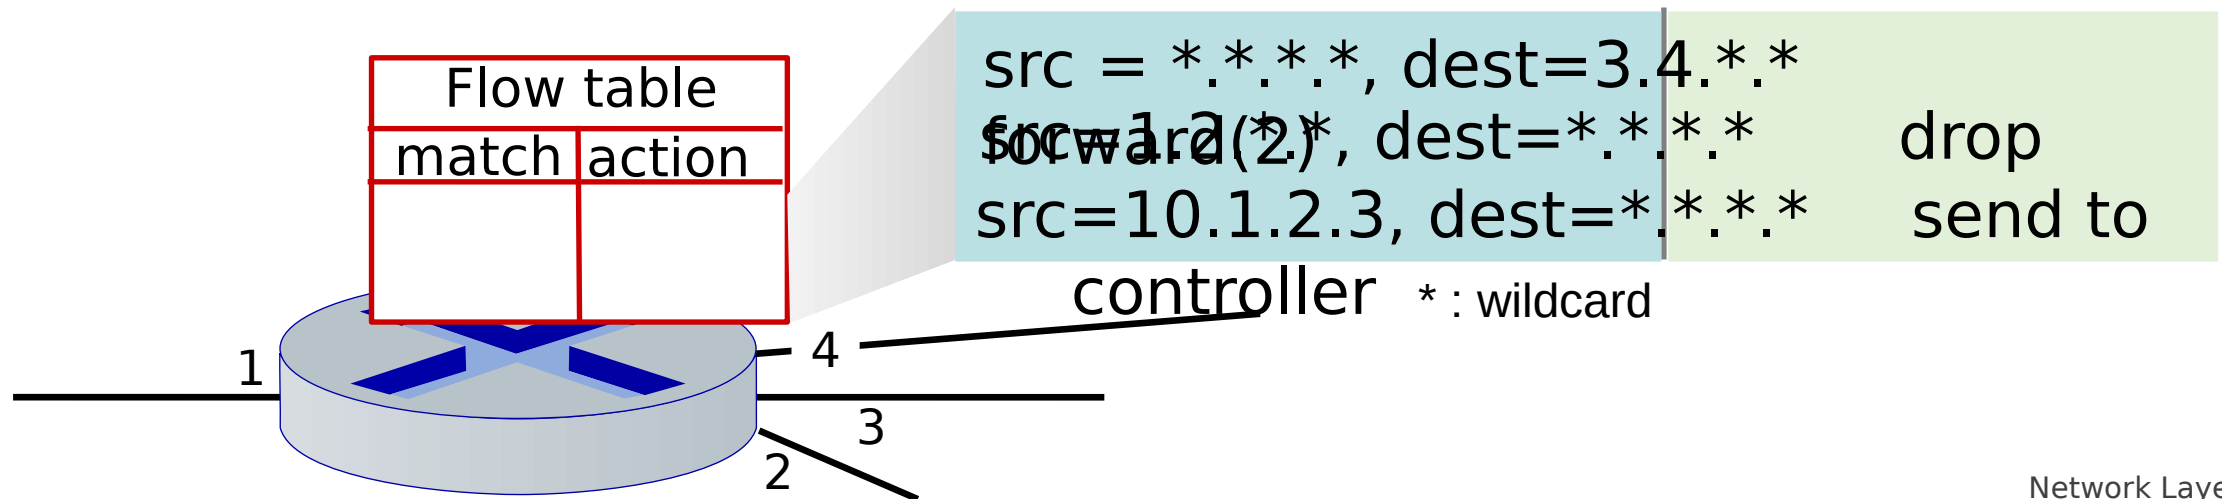 Flow table
match action
src = *.*.*.*, dest=3.4.*.*
forward(2)
src=1.2.*.*, dest=*.*.*.* drop
src=10.1.2.3, dest=*.*.*.* send to
controller
* : wildcard
1
4
3
2
Network Laye